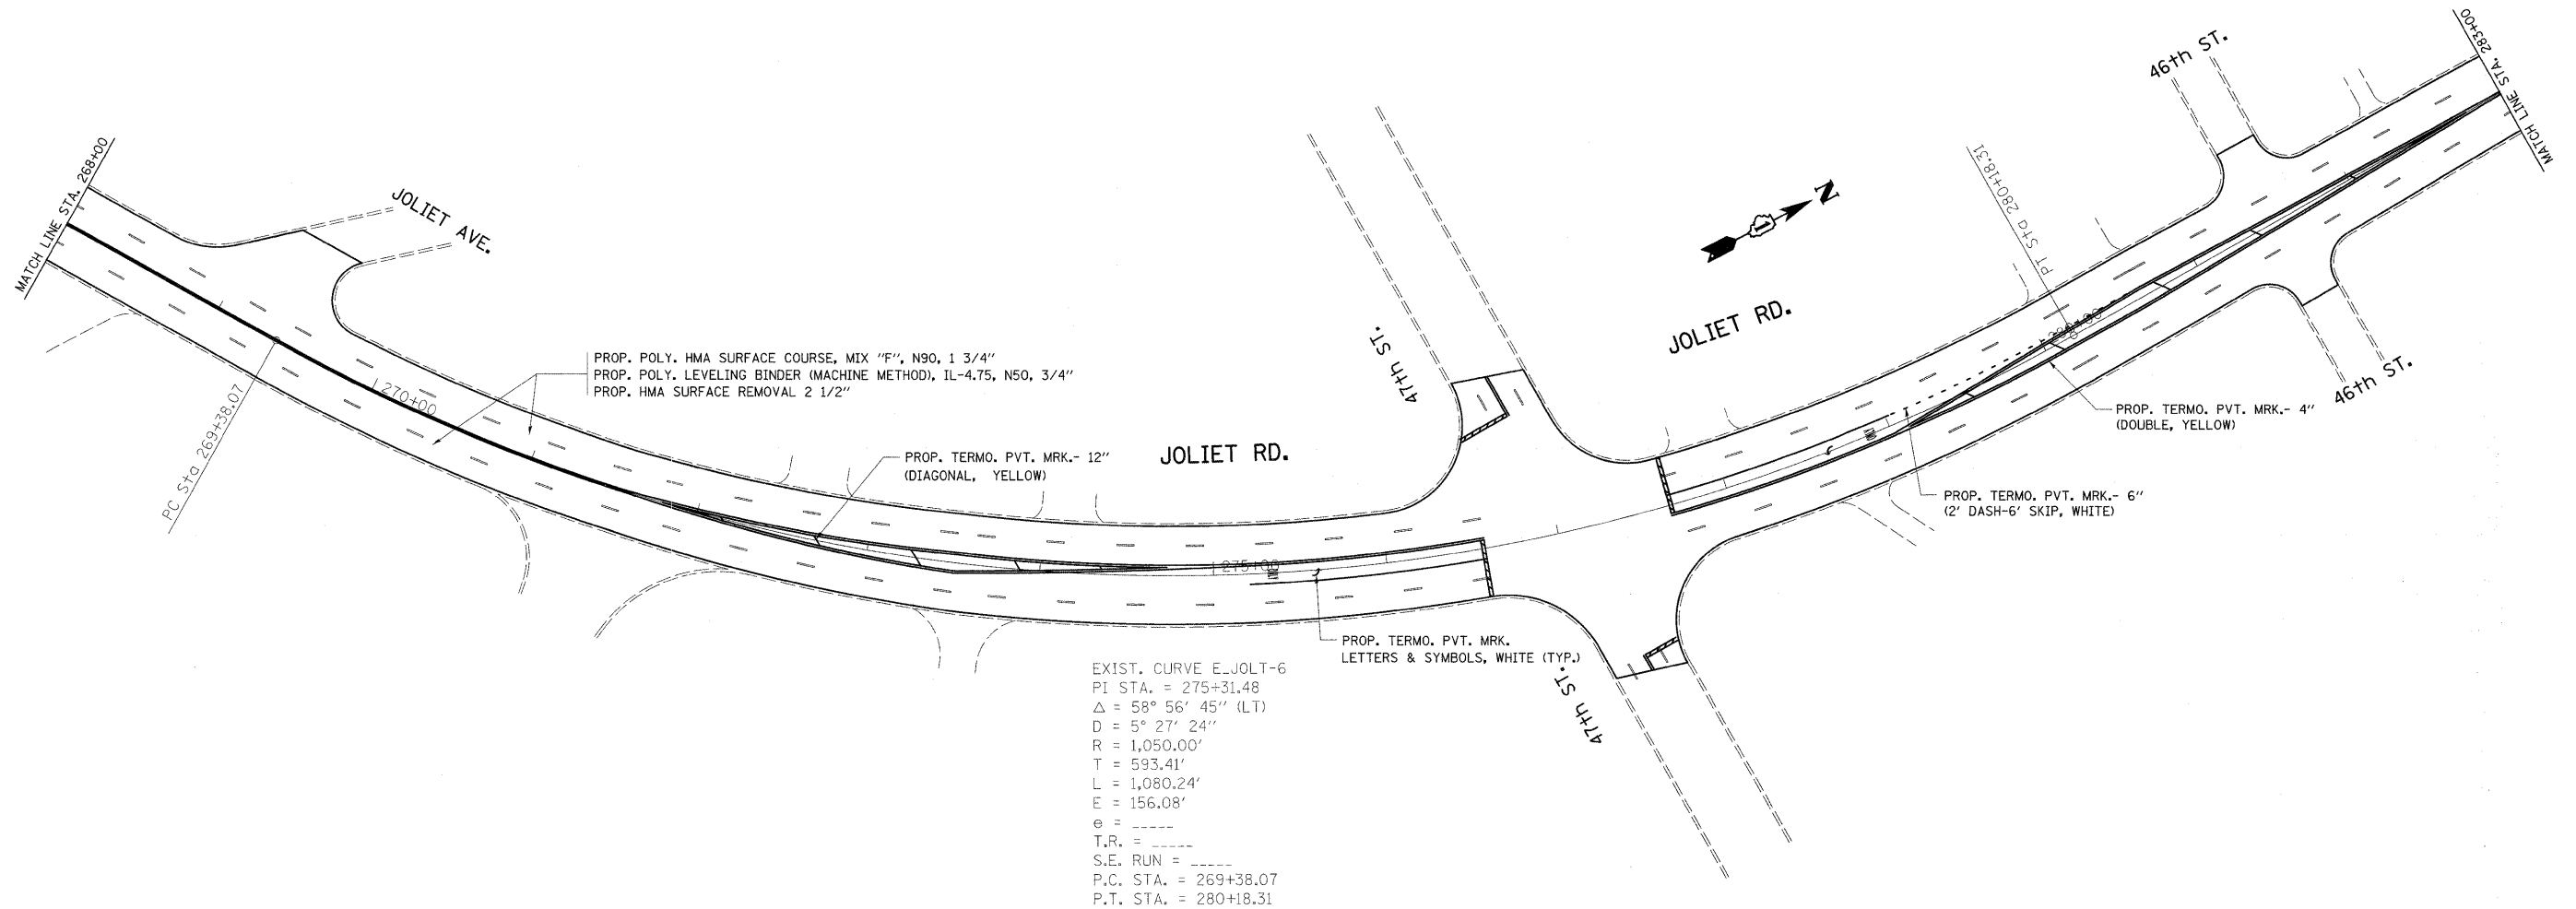 MATCH LINE STA. 268+00
JOLIET AVE.
PC Sta 269+38.07
270+00
PROP. POLY. HMA SURFACE COURSE, MIX "F", N90, 1 3/4"
PROP. POLY. LEVELING BINDER (MACHINE METHOD), IL-4.75, N50, 3/4"
PROP. HMA SURFACE REMOVAL 2 1/2"
PROP. TERMO. PVT. MRK.- 12"
(DIAGONAL, YELLOW)
JOLIET RD.
275+00
47th ST.
PROP. TERMO. PVT. MRK.
LETTERS & SYMBOLS, WHITE (TYP.)
47th ST.
EXIST. CURVE E_JOLT-6
PI STA. = 275+31.48
Δ = 58° 56' 45" (LT)
D = 5° 27' 24"
R = 1,050.00'
T = 593.41'
L = 1,080.24'
E = 156.08'
e = _____
T.R. = _____
S.E. RUN = _____
P.C. STA. = 269+38.07
P.T. STA. = 280+18.31
N
JOLIET RD.
PT Sta 280+18.31
46th ST.
MATCH LINE STA. 283+00
PROP. TERMO. PVT. MRK.- 4"
(DOUBLE, YELLOW)
46th ST.
PROP. TERMO. PVT. MRK.- 6"
(2' DASH-6' SKIP, WHITE)